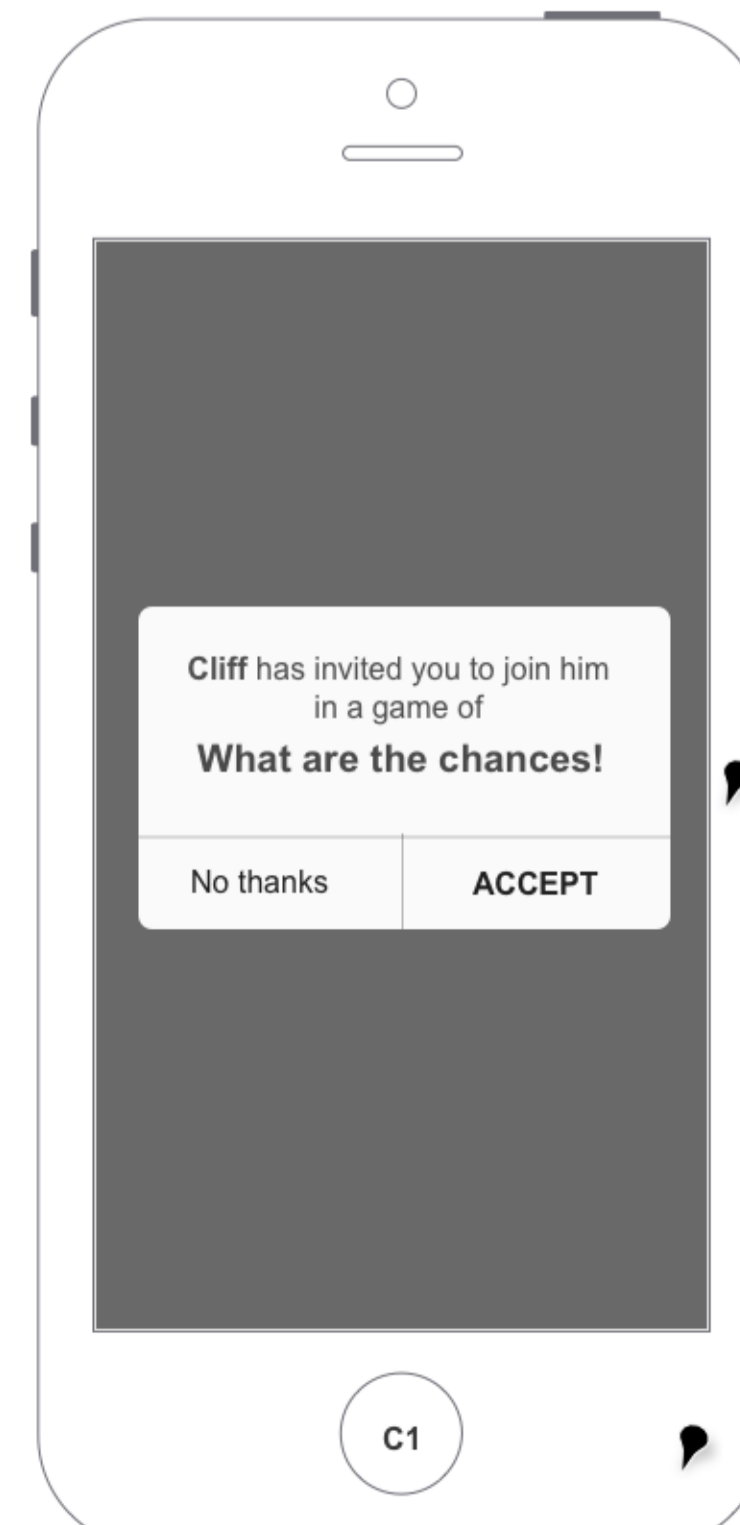 Cliff has invited you to join him
in a game of
What are the chances!
No thanks
ACCEPT
C1